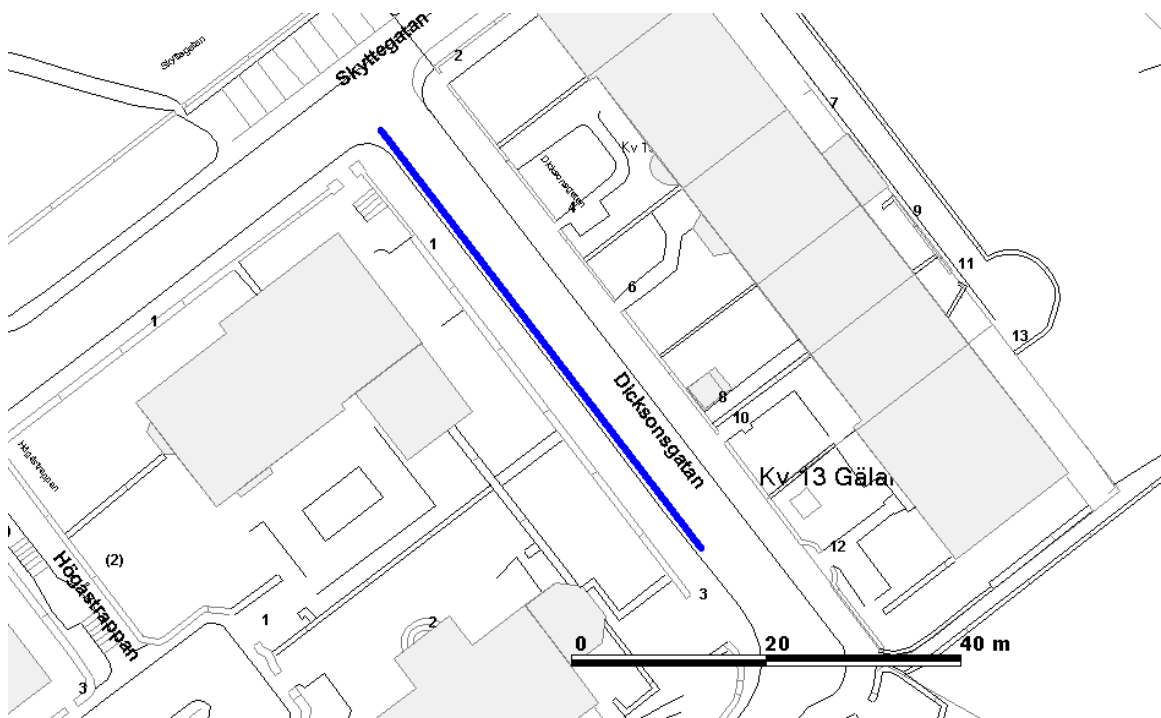 Skyttegatan
Skyttegatan
2
7
Kv 1
Dicksonsgatan
4
9
1
11
6
1
13
8
Dicksonsgatan
10
Högåstrappan
Kv 13 Gäla
12
(2)
Högåstrappan
3
1
2
0 20 40 m
3